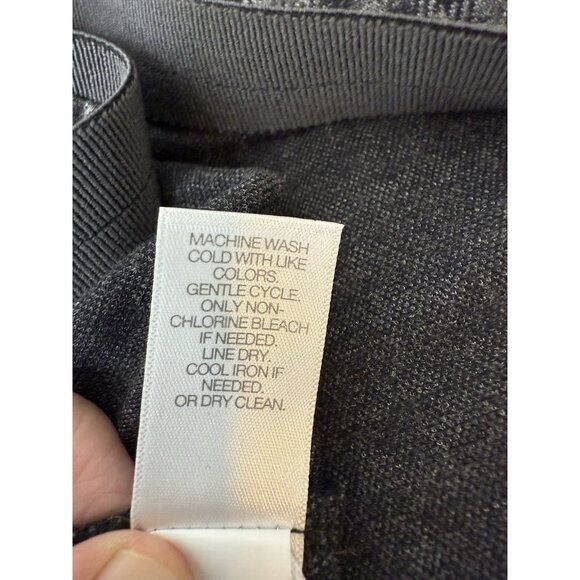 MACHINE WASH
COLD WITH LIKE
COLORS.
GENTLE CYCLE.
ONLY NON-
CHLORINE BLEACH
IF NEEDED.
LINE DRY.
COOL IRON IF
NEEDED.
OR DRY CLEAN.